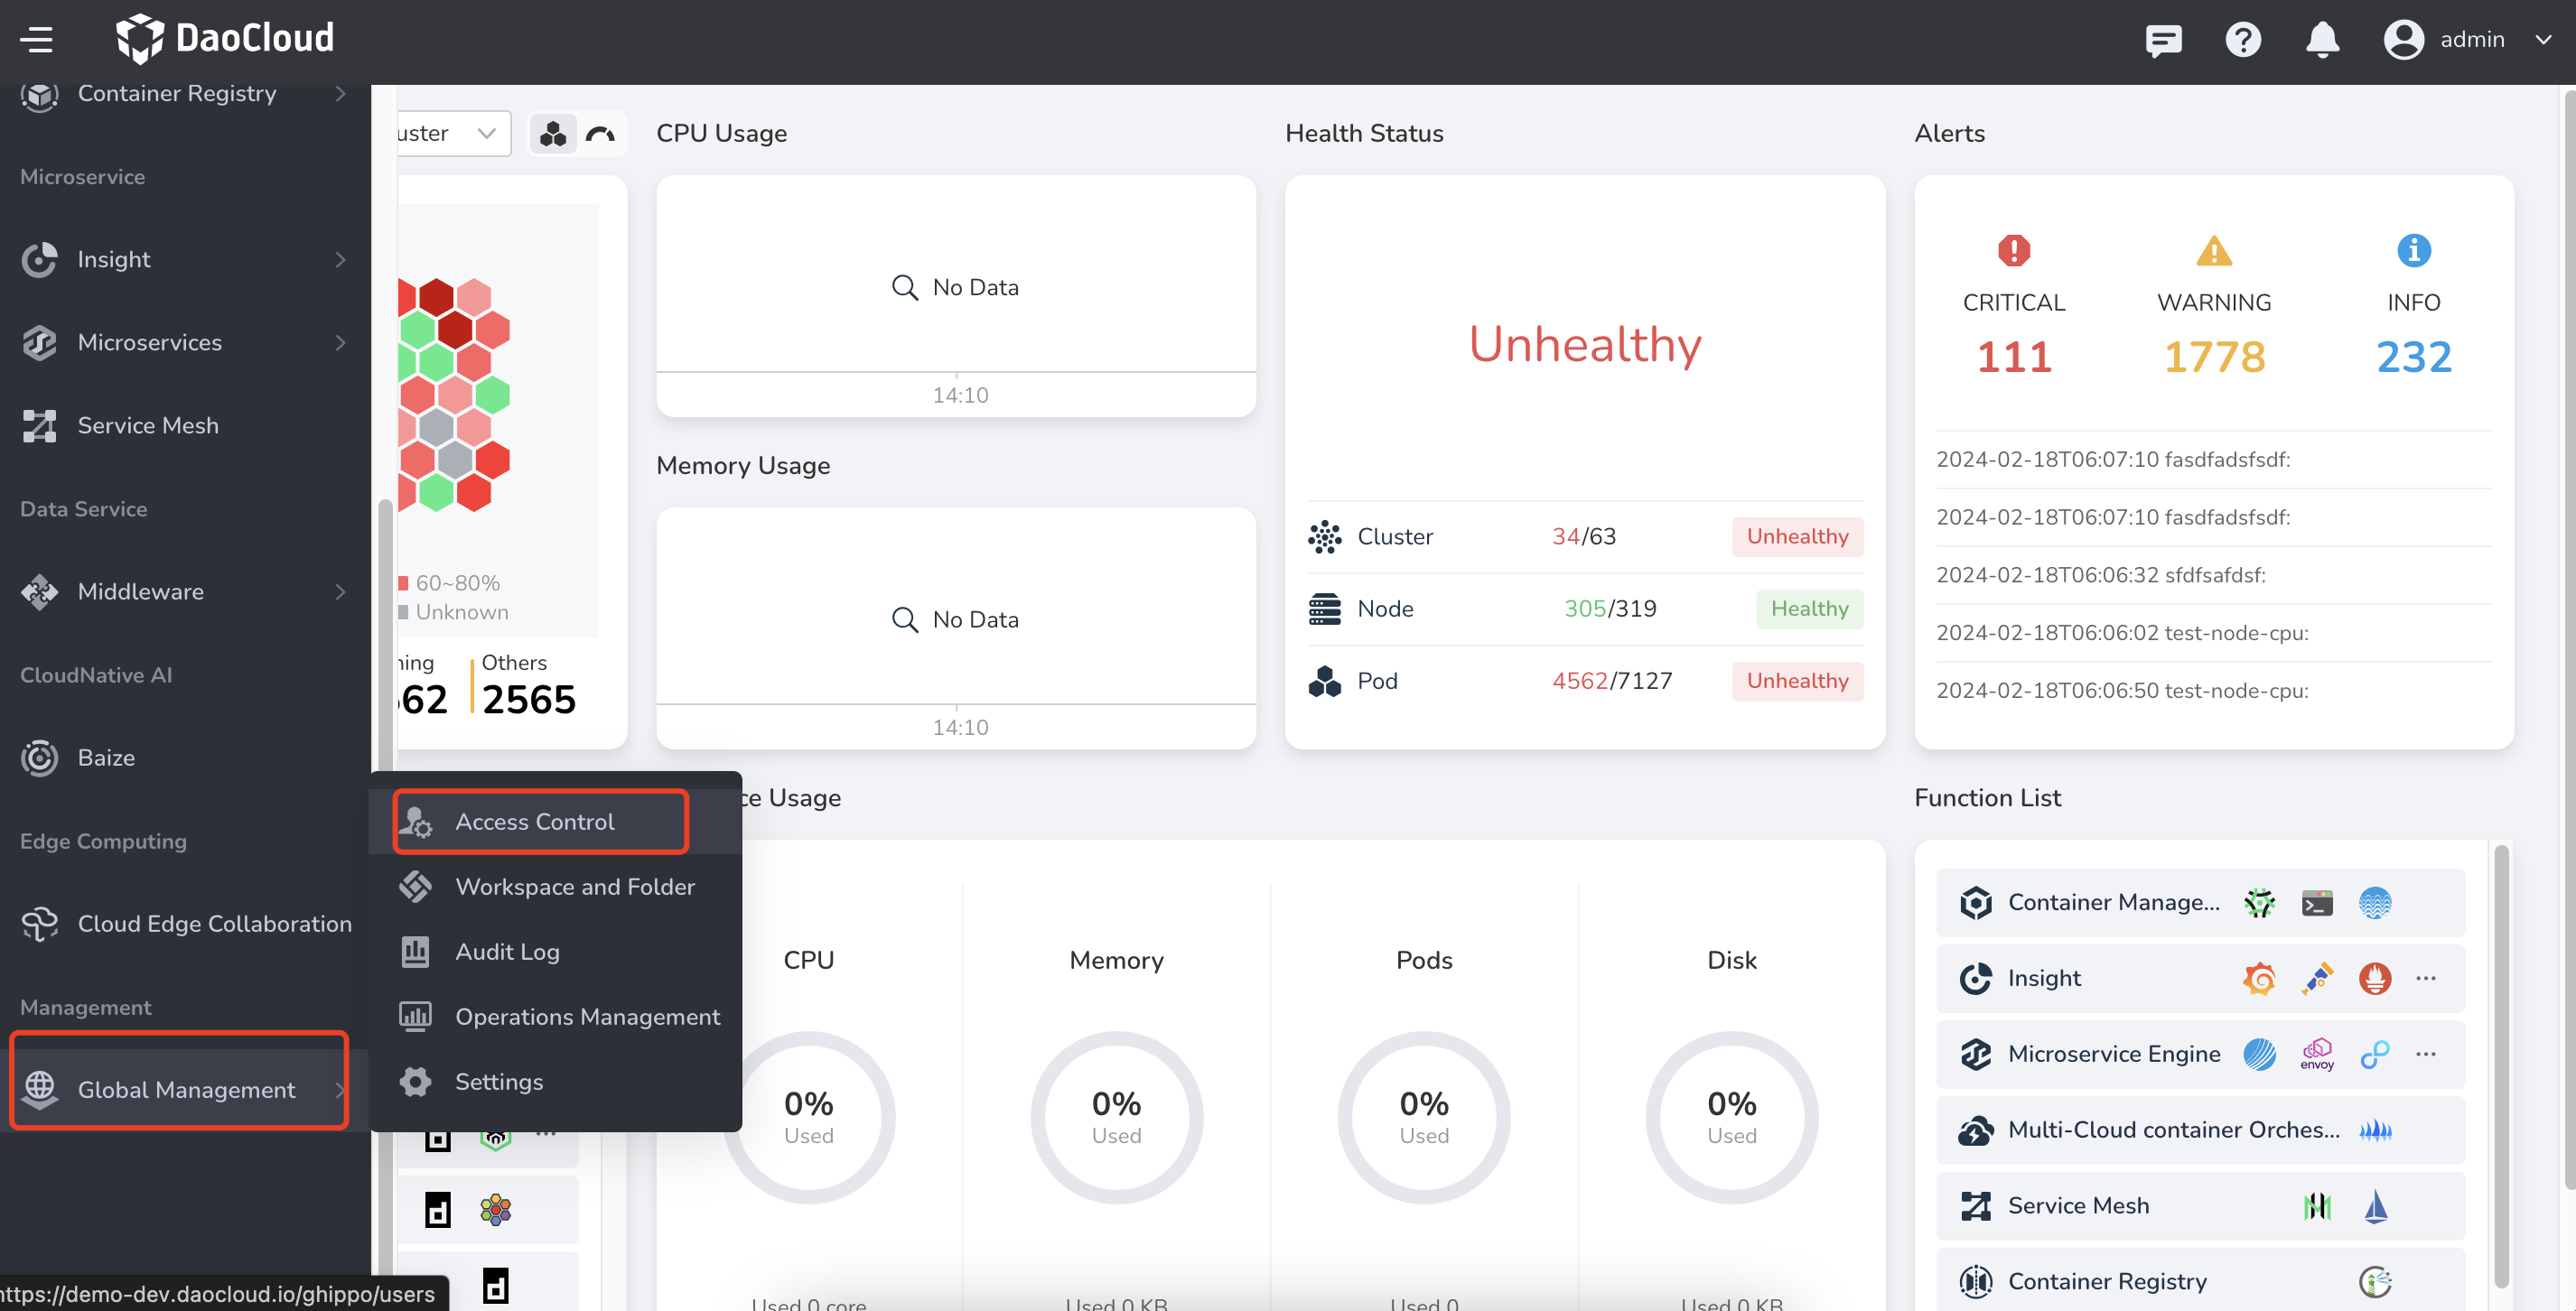 DaoCloud
admin
Container Registry
Microservice
Insight
Microservices
Service Mesh
Data Service
Middleware
CloudNative AI
Baize
Edge Computing
Cloud Edge Collaboration
Management
Global Management
Access Control
Workspace and Folder
Audit Log
Operations Management
Settings
60~80%
Unknown
Others
2565
CPU Usage
No Data
14:10
Memory Usage
No Data
14:10
Health Status
Unhealthy
Cluster 34/63 Unhealthy
Node 305/319 Healthy
Pod 4562/7127 Unhealthy
Alerts
CRITICAL WARNING INFO
111 1778 232
2024-02-18T06:07:10 fasdfadsfsdf:
2024-02-18T06:07:10 fasdfadsfsdf:
2024-02-18T06:06:32 sfdfsafdsf:
2024-02-18T06:06:02 test-node-cpu:
2024-02-18T06:06:50 test-node-cpu:
Usage
CPU Memory Pods Disk
0% 0% 0% 0%
Used Used Used Used
Used 0 core Used 0 KB Used 0 Used 0 KB
Function List
Container Manage...
Insight
Microservice Engine
envoy
Multi-Cloud container Orches...
Service Mesh
Container Registry
https://demo-dev.daocloud.io/ghippo/users